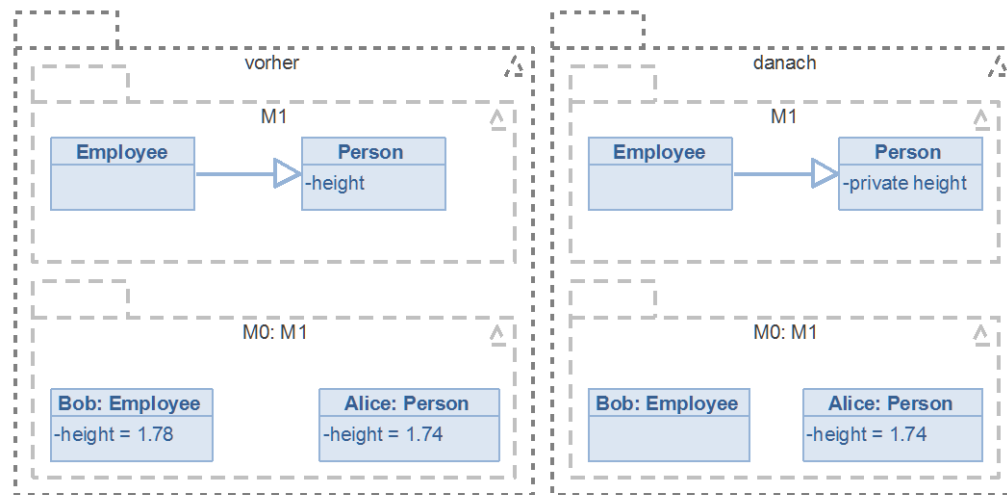 vorher
M1
Employee
Person
-height
M0: M1
Bob: Employee
-height = 1.78
Alice: Person
-height = 1.74
danach
M1
Employee
Person
-private height
M0: M1
Bob: Employee
Alice: Person
-height = 1.74